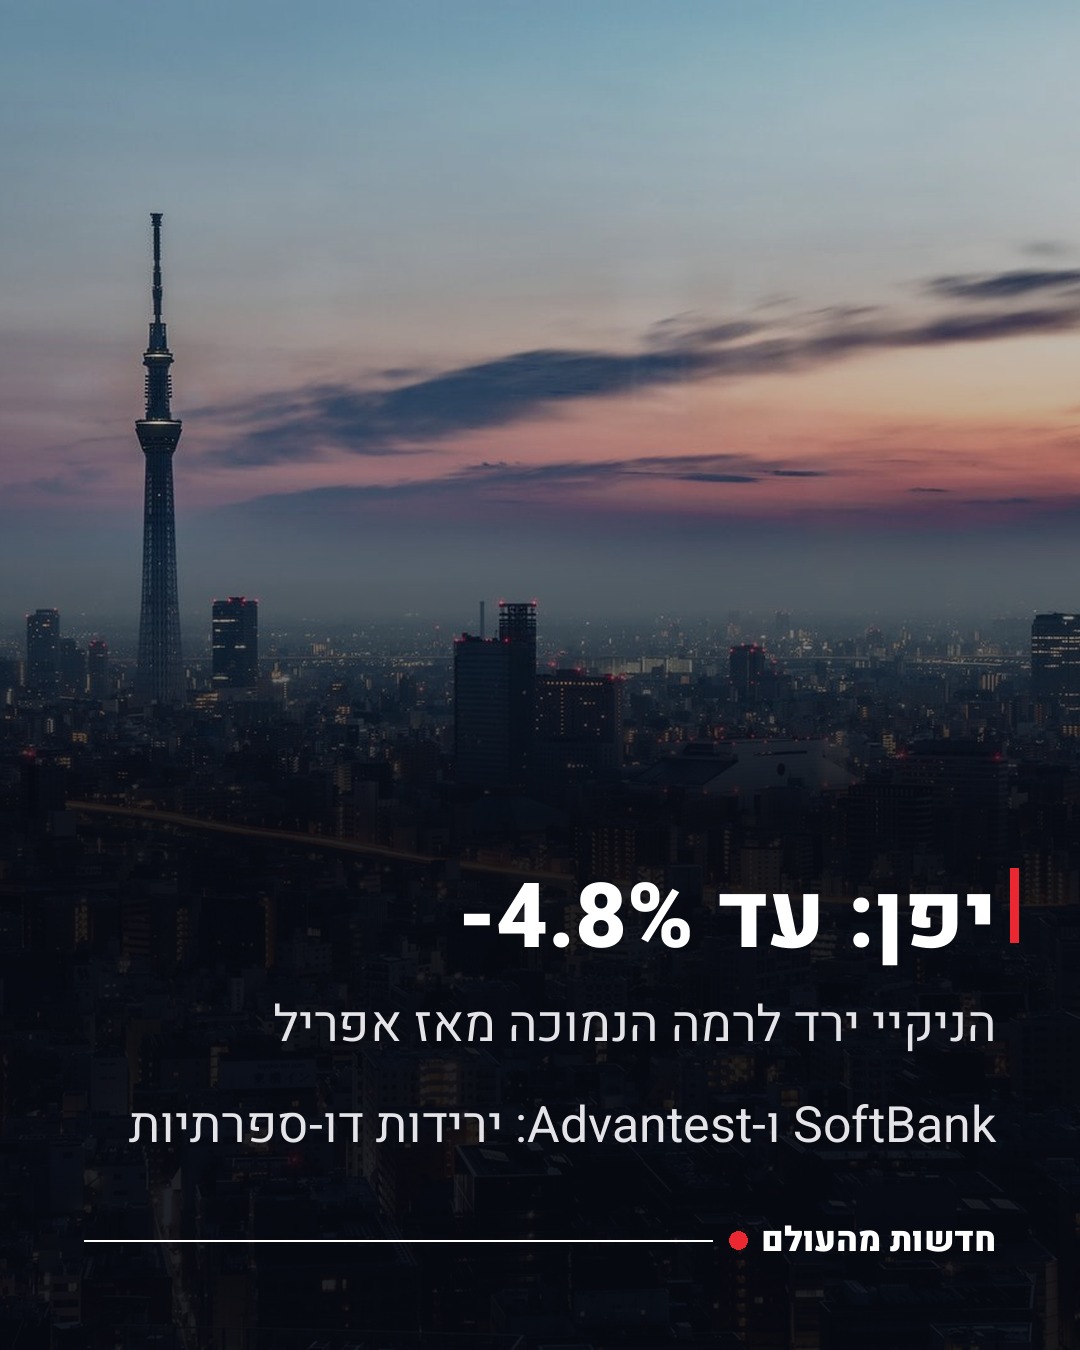 יפן: עד 4.8%-
הניקיי ירד לרמה הנמוכה מאז אפריל
SoftBank ו-Advantest: ירידות דו-ספרתיות
חדשות מהעולם